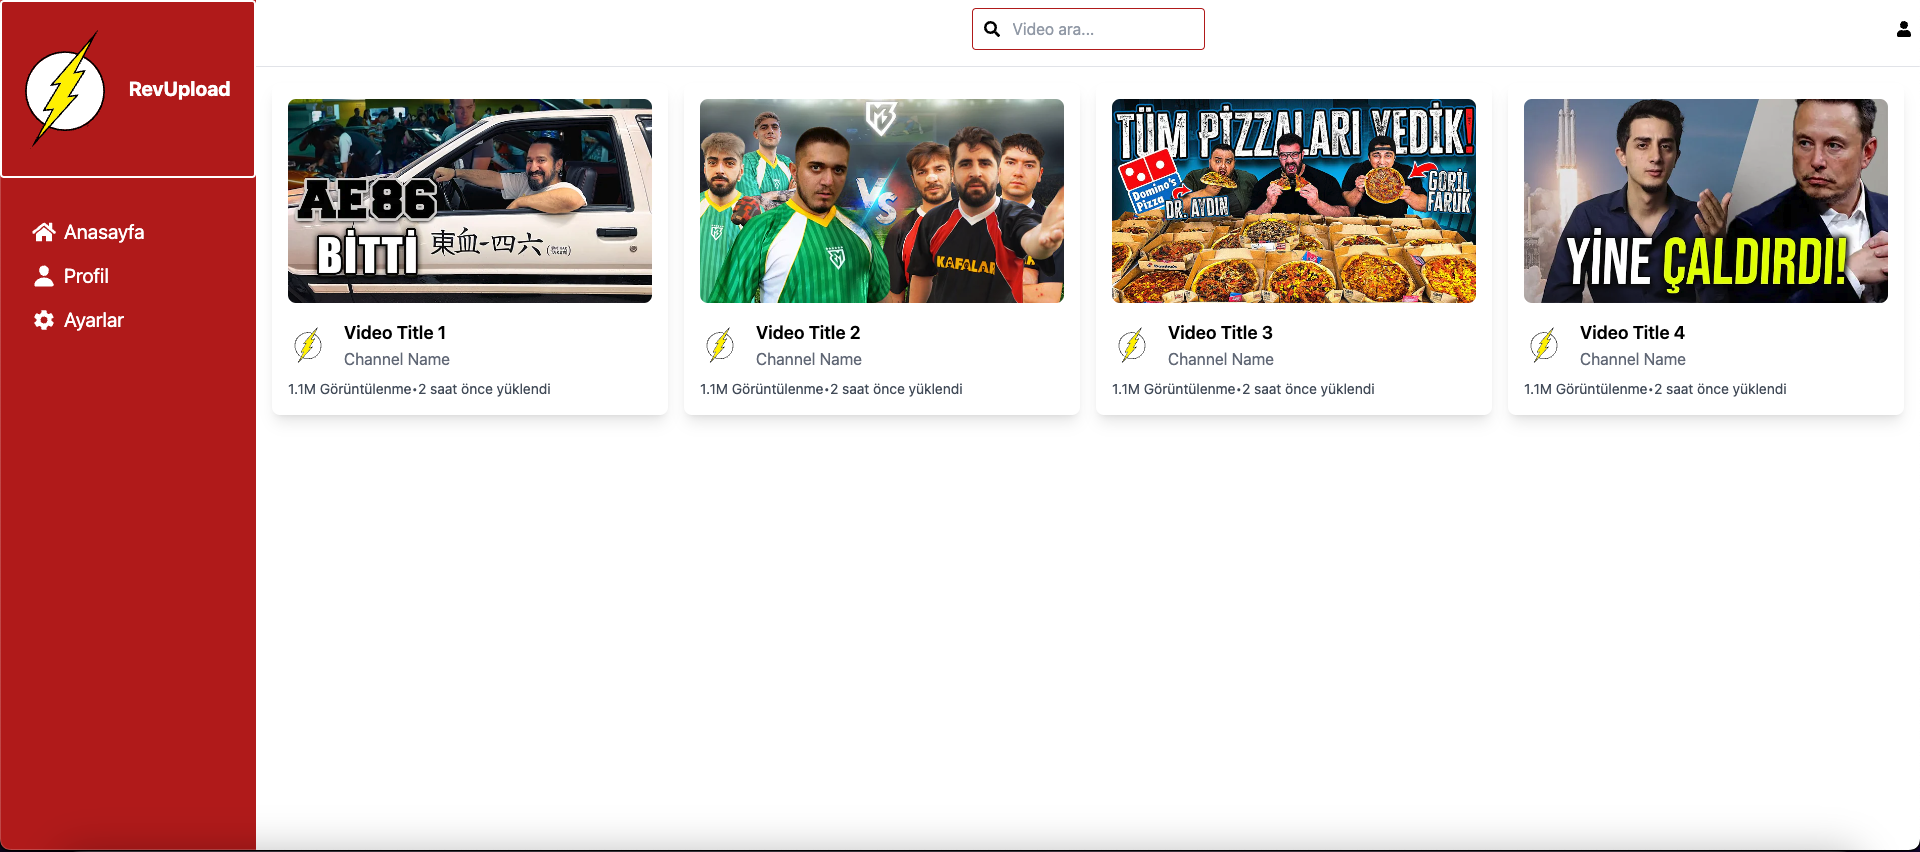 RevUpload
Video ara...
Anasayfa
Profil
Ayarlar
AE86
BİTTİ
東血-四六
VS
KAFALAR
TÜM PİZZALARI YEDİK!
Domino's
Pizza
DR. AYDIN
GORİL
FARUK
YİNE ÇALDIRDI!
Video Title 1
Channel Name
1.1M Görüntülenme•2 saat önce yüklendi
Video Title 2
Channel Name
1.1M Görüntülenme•2 saat önce yüklendi
Video Title 3
Channel Name
1.1M Görüntülenme•2 saat önce yüklendi
Video Title 4
Channel Name
1.1M Görüntülenme•2 saat önce yüklendi